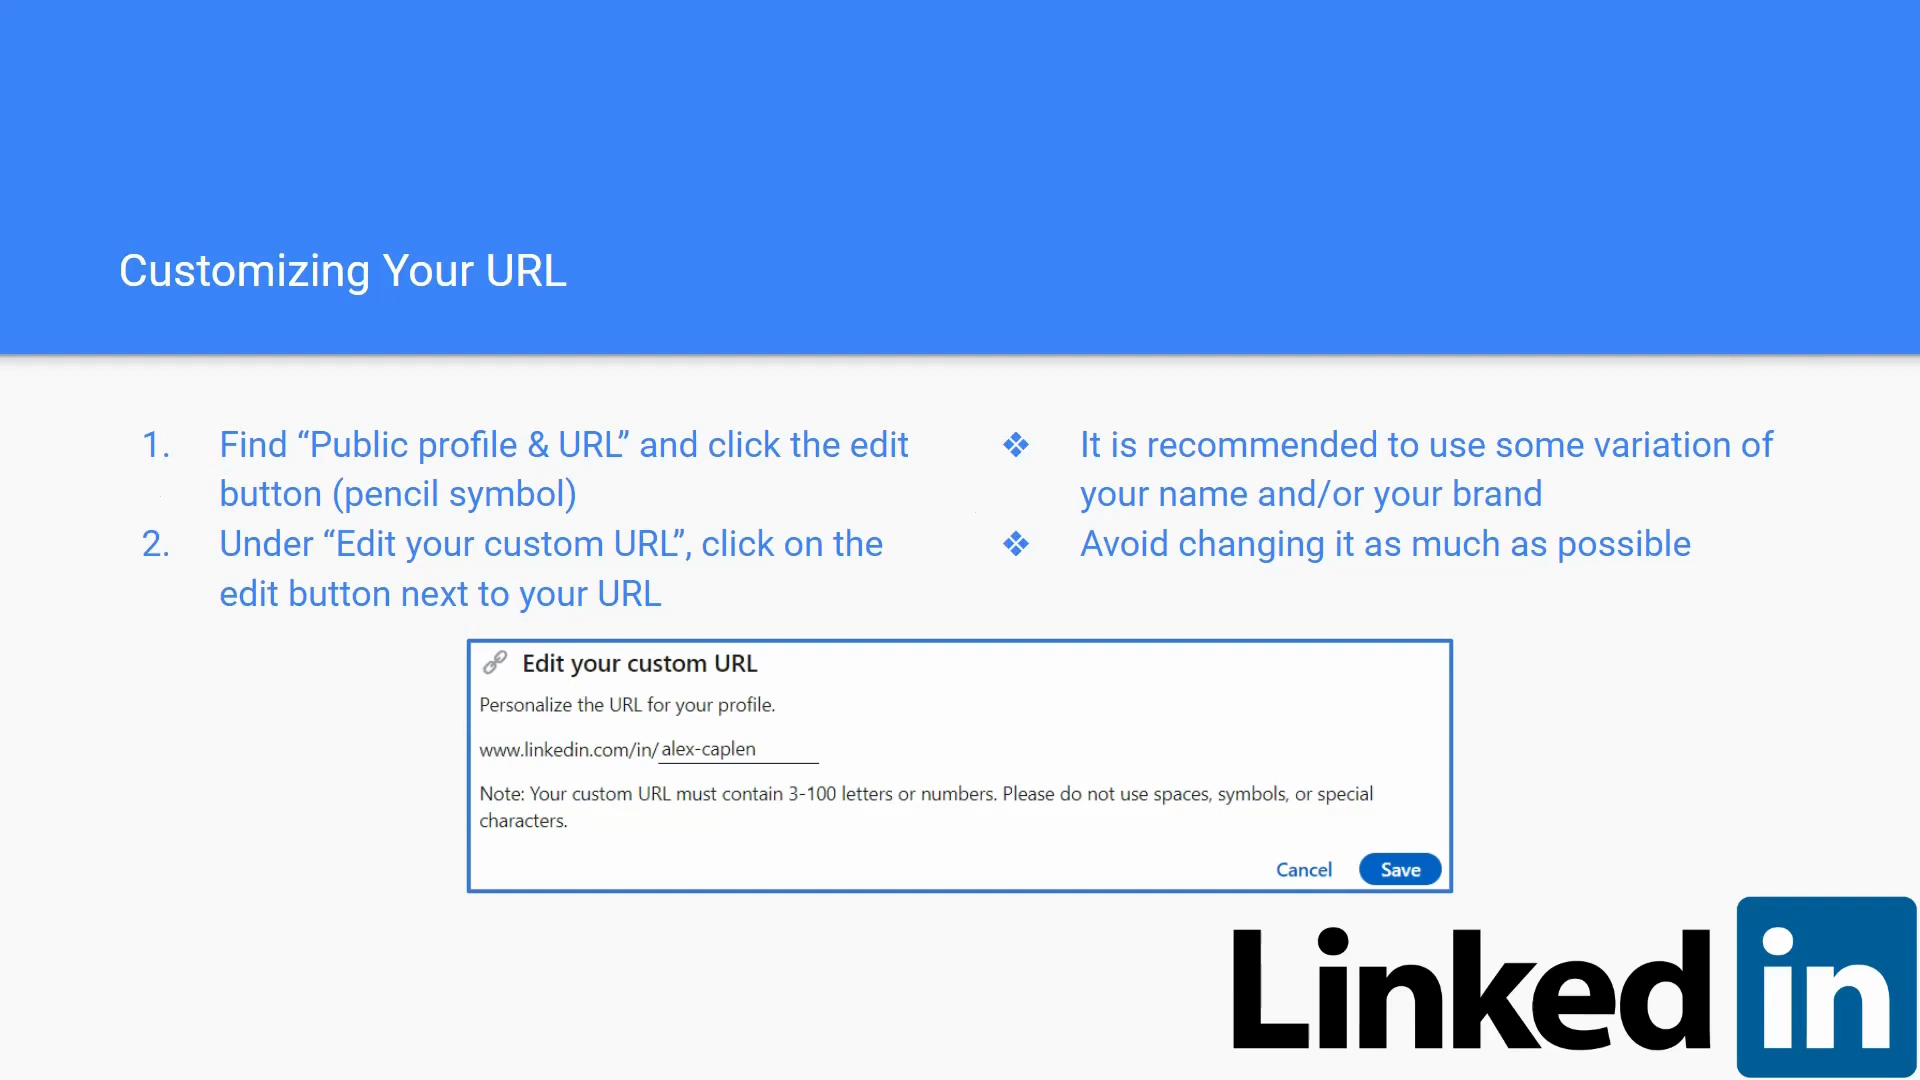 Customizing Your URL
1. Find “Public profile & URL” and click the edit
button (pencil symbol)
2. Under “Edit your custom URL”, click on the
edit button next to your URL
❖ It is recommended to use some variation of
your name and/or your brand
❖ Avoid changing it as much as possible
Edit your custom URL
Personalize the URL for your profile.
www.linkedin.com/in/alex-caplen
Note: Your custom URL must contain 3-100 letters or numbers. Please do not use spaces, symbols, or special
characters.
Cancel Save
Linked in